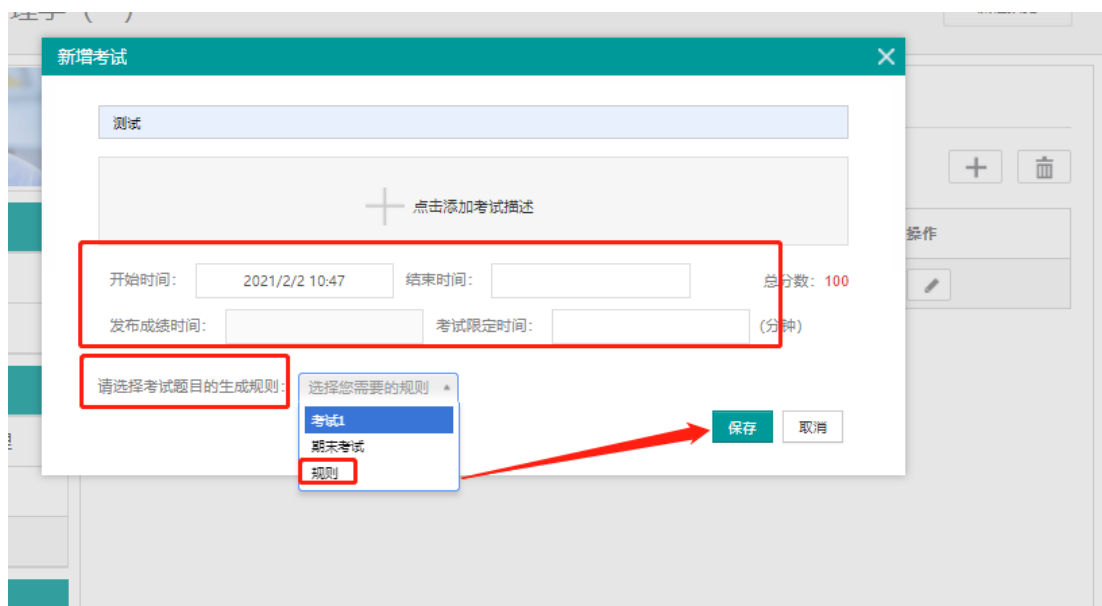 理学 ( )
新增考试
测试
点击添加考试描述
操作
开始时间: 2021/2/2 10:47 结束时间: 总分数: 100
发布成绩时间: 考试限定时间: (分钟)
请选择考试题目的生成规则: 选择您需要的规则
考试1
保存 取消
期末考试
理
规则